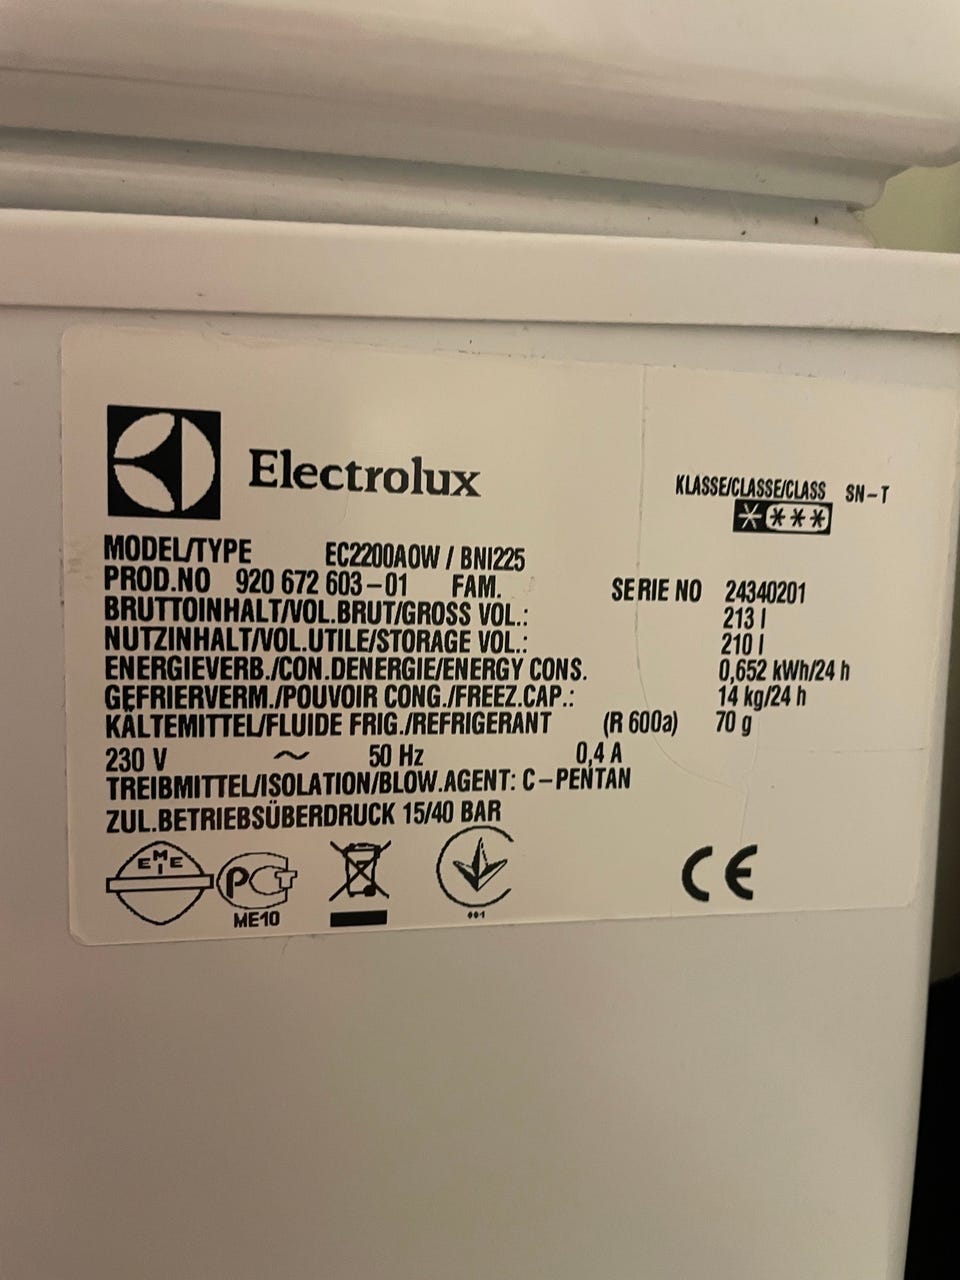 Electrolux
KLASSE/CLASSE/CLASS SN-T
MODEL/TYPE EC2200AOW / BNI225
PROD.NO 920 672 603-01 FAM. SERIE NO 24340201
BRUTTOINHALT/VOL.BRUT/GROSS VOL.: 213 l
NUTZINHALT/VOL.UTILE/STORAGE VOL.: 210 l
ENERGIEVERB./CON.DENERGIE/ENERGY CONS. 0,652 kWh/24 h
GEFRIERVERM./POUVOIR CONG./FREEZ.CAP.: 14 kg/24 h
KÄLTEMITTEL/FLUIDE FRIG./REFRIGERANT (R 600a) 70 g
230 V ~ 50 Hz 0,4 A
TREIBMITTEL/ISOLATION/BLOW.AGENT: C-PENTAN
ZUL.BETRIEBSÜBERDRUCK 15/40 BAR
EME PCT CE
ME10 001